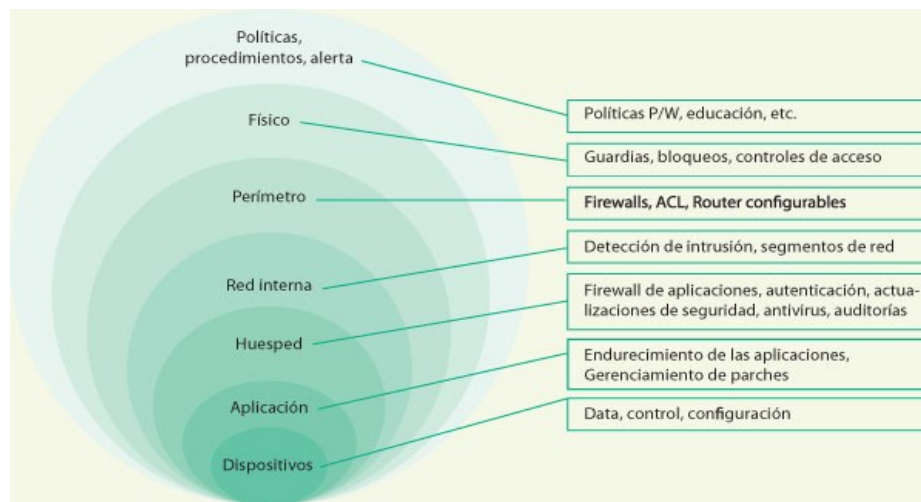 Políticas,
procedimientos, alerta
Políticas P/W, educación, etc.
Físico
Guardias, bloqueos, controles de acceso
Perímetro
Firewalls, ACL, Router configurables
Red interna
Detección de intrusión, segmentos de red
Huesped
Firewall de aplicaciones, autenticación, actua-
lizaciones de seguridad, antivirus, auditorías
Aplicación
Endurecimiento de las aplicaciones,
Gerenciamiento de parches
Dispositivos
Data, control, configuración